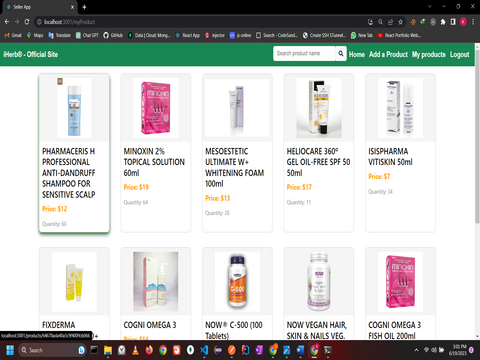 Seller App
localhost:3001/myProduct
Gmail
YouTube
Maps
Translate
Chat GPT
GitHub
Data | Cloud: Mong...
React App
injector
js online
Search - CodeSand...
Create SSH STunnel...
WhatsApp
New Tab
React Portfolio Web...
iHerb® - Official Site
Search product name
Home Add a Product My products Logout
PHARMACERIS H PROFESSIONAL ANTI-DANDRUFF SHAMPOO FOR SENSITIVE SCALP
Price: $12
Quantity: 60
MINOXIN 2% TOPICAL SOLUTION 60ml
Price: $19
Quantity: 64
MESOESTETIC ULTIMATE W+ WHITENING FOAM 100ml
Price: $13
Quantity: 28
HELIOCARE 360º GEL OIL-FREE SPF 50 50ml
Price: $17
Quantity: 11
ISISPHARMA VITISKIN 50ml
Price: $7
Quantity: 34
FIXDERMA
COGNI OMEGA 3
NOW® C-500 (100 Tablets)
NOW VEGAN HAIR, SKIN & NAILS VEG.
COGNI OMEGA 3 FISH OIL 200ml
Search
3:01 PM
6/19/2023